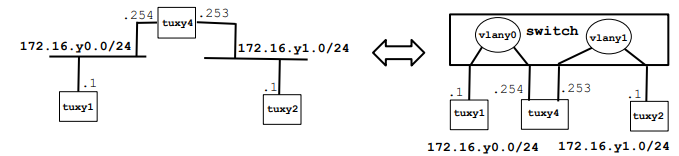 .254 tuxy4 .253
172.16.y0.0/24 172.16.y1.0/24
.1 .1
tuxy1 tuxy2
vlany0 switch vlany1
.1 .254 .253 .1
tuxy1 tuxy4 tuxy2
172.16.y0.0/24 172.16.y1.0/24